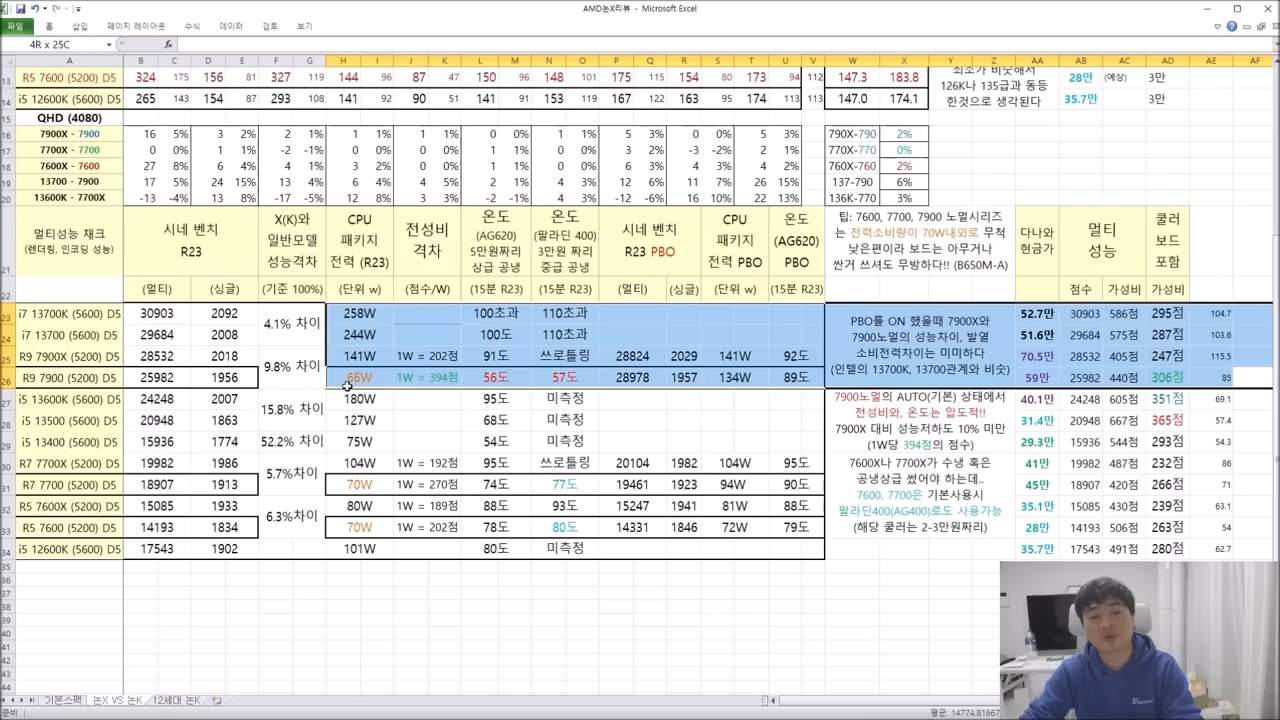 AMD논X리뷰 - Microsoft Excel
파일 홈 삽입 페이지 레이아웃 수식 데이터 검토 보기
4R x 25C fx
A B C D E F G H I J K L M N O P Q R S T U V W X Y Z AA AB AC AD AE AF
13 R5 7600 (5200) D5 324 175 156 81 327 119 144 96 87 47 150 96 148 101 175 115 154 80 173 94 112 147.3 183.8 28만 (예상) 3만
최소가 비슷해서
126K나 135급과 동등
한것으로 생각된다
14 i5 12600K (5600) D5 265 143 154 87 293 108 141 92 90 51 141 91 153 119 167 122 163 95 174 113 113 147.0 174.1 35.7만 3만
15 QHD (4080)
16 7900X - 7900 16 5% 3 2% 2 1% 1 1% 1 1% 0 0% 1 1% 5 3% 0 0% 5 3% 790X-790 2%
17 7700X - 7700 0 0% 1 1% -2 -1% 0 0% 0 0% 1 1% 0 0% 3 2% -3 -2% 2 1% 770X-770 0%
18 7600X - 7600 27 8% 6 4% 4 1% 3 2% 0 0% 1 1% 3 2% 6 3% 3 2% 4 2% 760X-760 2%
19 13700 - 7900 17 5% 24 15% 13 4% 6 4% 4 5% 2 1% 4 3% 12 -6% 11 7% 26 15% 137-790 6%
20 13600K - 7700X -13 -4% 13 8% -17 -5% 12 8% 3 3% -2 -1% 4 3% -12 -6% 16 10% 22 13% 136K-770 3%
21 멀티성능 채크
(렌더링, 인코딩 성능)
시네 벤치
R23
X(K)와
일반모델
성능격차
CPU
패키지
전력 (R23)
전성비
격차
온도
(AG620)
5만원짜리
상급 공냉
온도
(팔라딘 400)
3만원 짜리
중급 공냉
시네 벤치
R23 PBO
CPU
패키지
전력 PBO
온도
(AG620)
PBO
팁: 7600, 7700, 7900 노멀시리즈
는 전력소비량이 70W내외로 무척
낮은편이라 보드는 아무거나
싼거 쓰셔도 무방하다!! (B650M-A)
다나와
현금가
멀티
성능
쿨러
보드
포함
22 (멀티) (싱글) (기준 100%) (단위 w) (점수/W) (15분 R23) (15분 R23) (멀티) (싱글) (단위 w) (15분 R23) 점수 가성비 가성비
23 i7 13700K (5600) D5 30903 2092 258W 100초과 110초과 52.7만 30903 586점 295점 104.7
4.1% 차이
24 i7 13700 (5600) D5 29684 2008 244W 100도 110초과 51.6만 29684 575점 287점 103.6
25 R9 7900X (5200) D5 28532 2018 141W 1W = 202점 91도 쓰로틀링 28824 2029 141W 92도 70.5만 28532 405점 247점 115.5
9.8% 차이
26 R9 7900 (5200) D5 25982 1956 66W 1W = 394점 56도 57도 28978 1957 134W 89도 59만 25982 440점 306점 85
PBO를 ON 했을때 7900X와
7900노멀의 성능차이, 발열
소비전력차이는 미미하다
(인텔의 13700K, 13700관계와 비슷)
27 i5 13600K (5600) D5 24248 2007 180W 95도 미측정 40.1만 24248 605점 351점 69.1
15.8% 차이
28 i5 13500 (5600) D5 20948 1863 127W 68도 미측정 31.4만 20948 667점 365점 57.4
29 i5 13400 (5600) D5 15936 1774 52.2% 차이 75W 54도 미측정 29.3만 15936 544점 293점 54.3
7900노멀의 AUTO(기본) 상태에서
전성비와, 온도는 압도적!!
7900X 대비 성능저하도 10% 미만
(1W당 394점의 점수)
30 R7 7700X (5200) D5 19982 1986 104W 1W = 192점 95도 쓰로틀링 20104 1982 104W 95도 41만 19982 487점 232점 86
5.7%차이
31 R7 7700 (5200) D5 18907 1913 70W 1W = 270점 74도 77도 19461 1923 94W 90도 45만 18907 420점 266점 71
32 R5 7600X (5200) D5 15085 1933 80W 1W = 189점 88도 88도 15247 1941 81W 88도 35.1만 15085 430점 239점 63.1
6.3%차이
33 R5 7600 (5200) D5 14193 1834 70W 1W = 202점 78도 80도 14331 1846 72W 79도 28만 14193 506점 263점 54
7600X나 7700X가 수냉 혹은
공냉상급 썼어야 하는데..
7600, 7700은 기본사용시
팔라딘400(AG400)로도 사용가능
(해당 쿨러는 2-3만원짜리)
34 i5 12600K (5600) D5 17543 1902 101W 80도 미측정 35.7만 17543 491점 280점 62.7
35
36
37
38
39
40
41
42
43
44
기본스팩 논X VS 논K 12세대 논K
준비 평균: 14774.81667